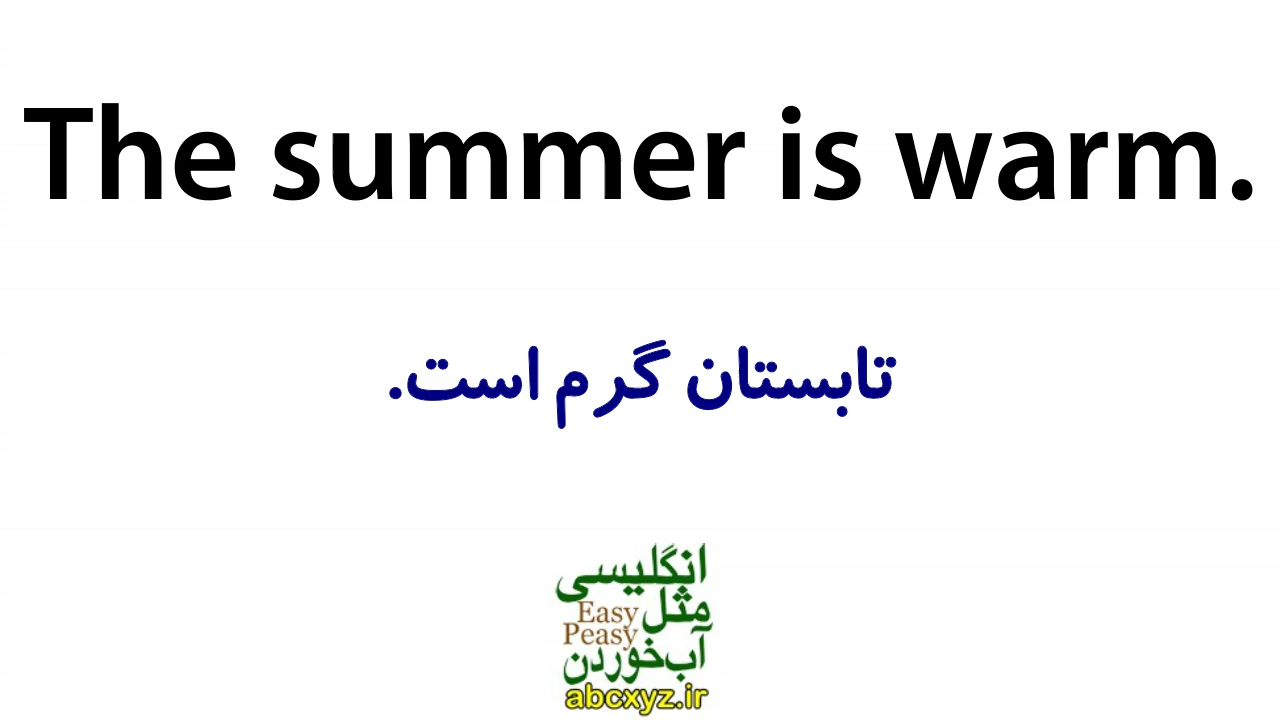 The summer is warm.
تابستان گرم است.
انگلیسی
مثل
Easy
Peasy
آب‌خوردن
abcxyz.ir